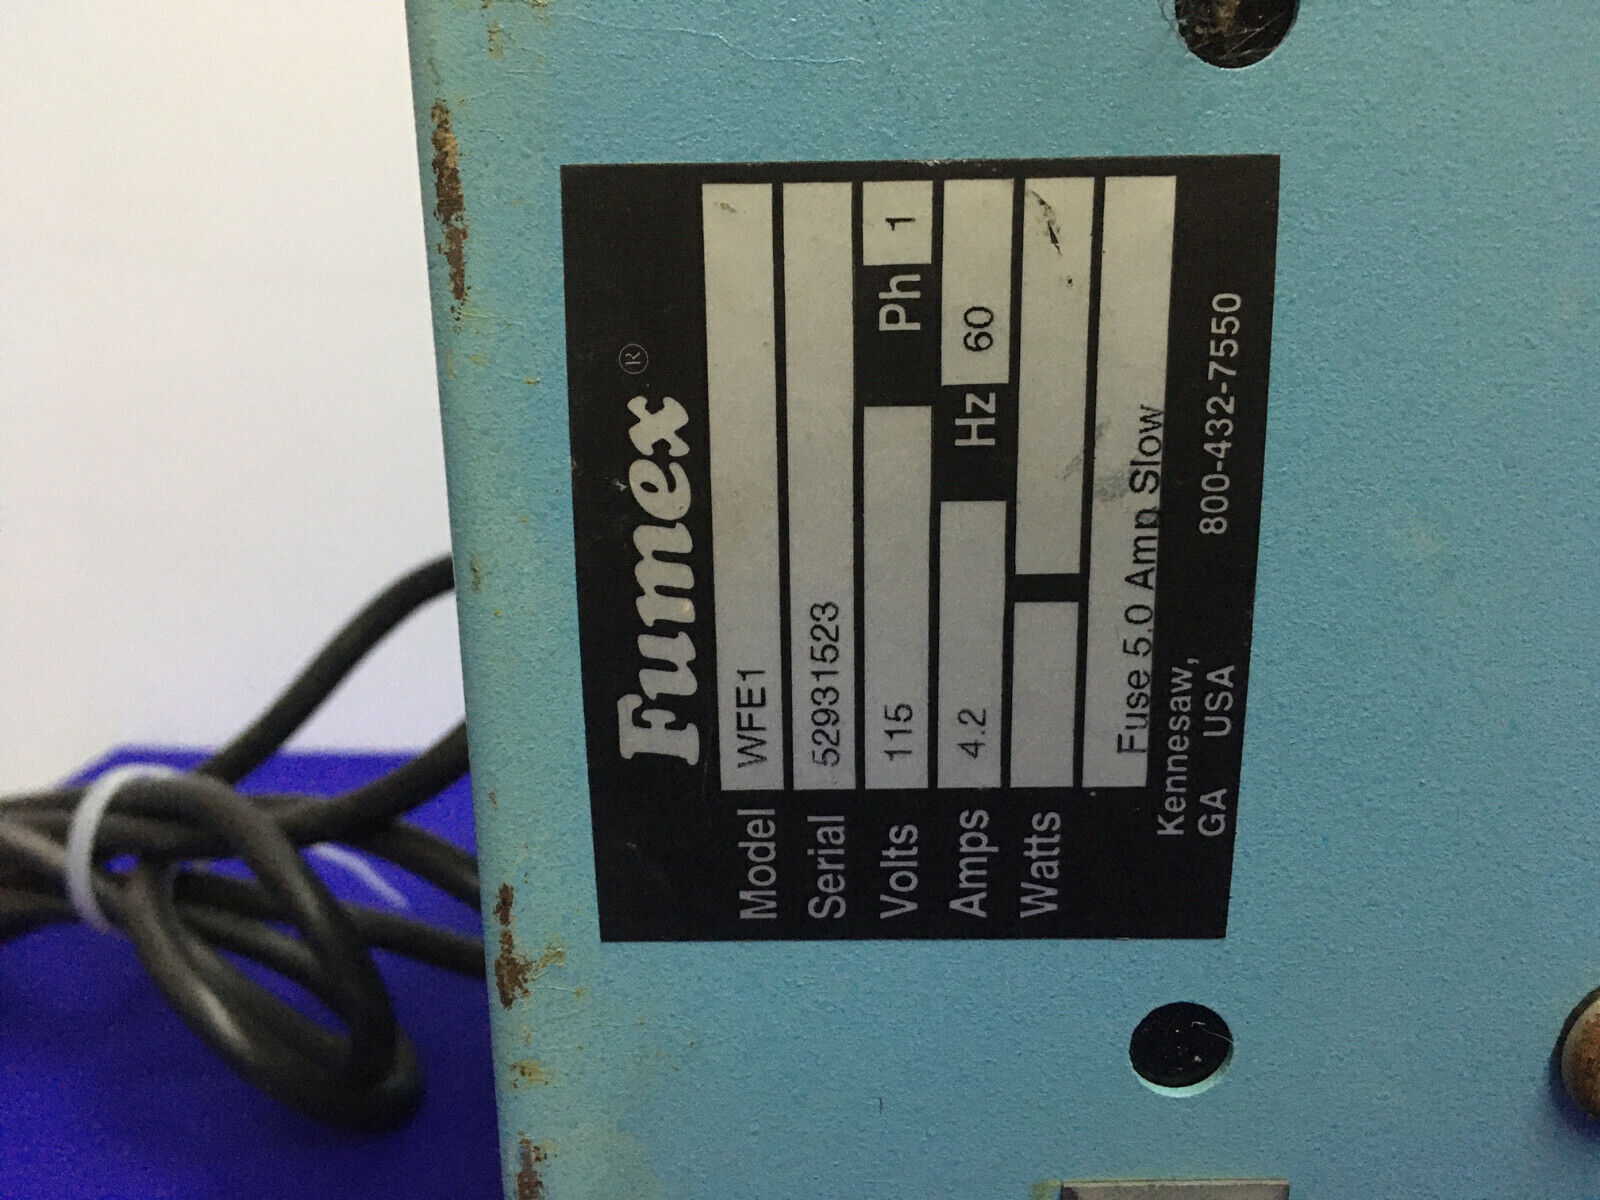 Fumex ®
Model WFE1
Serial 52931523
Volts 115 Ph 1
Amps 4.2 Hz 60
Watts
Fuse 5.0 Amp Slow
Kennesaw,
GA USA 800-432-7550